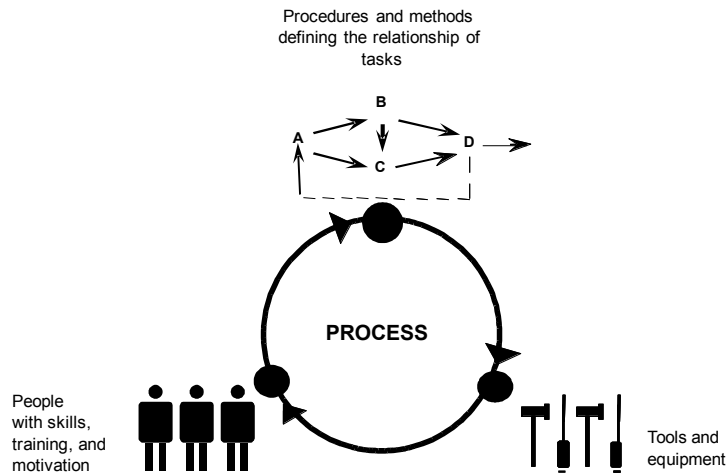 Procedures and methods
defining the relationship of
tasks
B
A
D
C
PROCESS
People
with skills,
training, and
motivation
Tools and
equipment